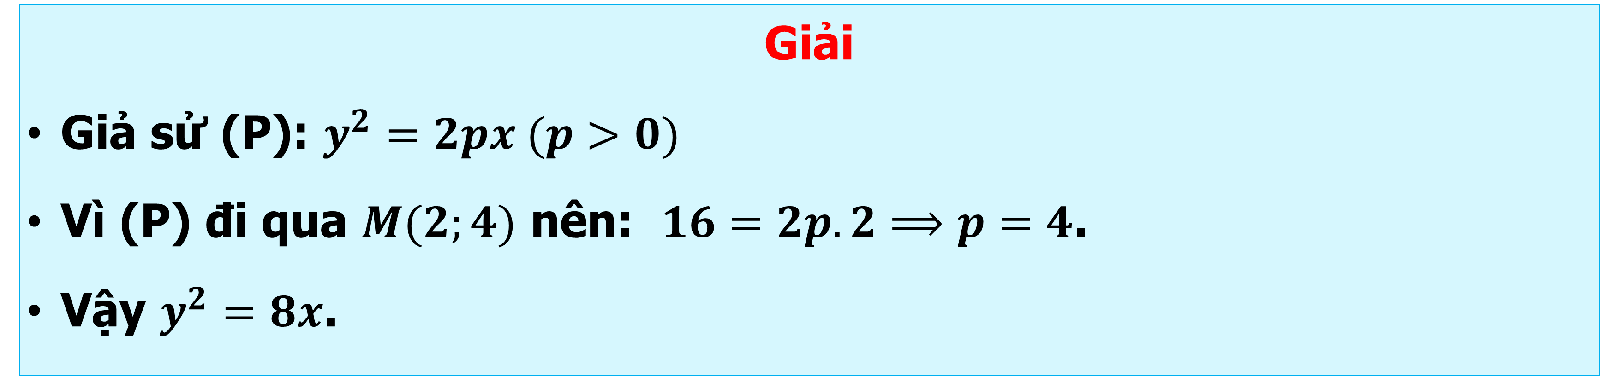 Giải
• Giả sử (P): y² = 2px (p > 0)
• Vì (P) đi qua M(2; 4) nên: 16 = 2p. 2 ⟹ p = 4.
• Vậy y² = 8x.